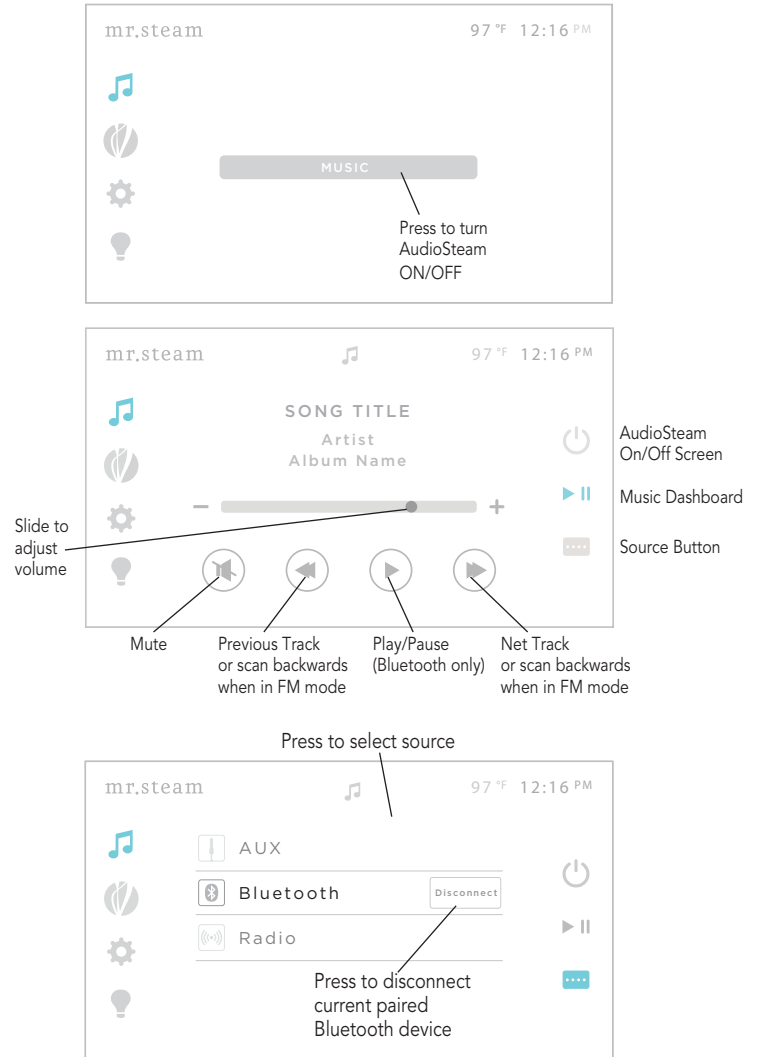 mr.steam 97 °F 12:16 PM
MUSIC
Press to turn
AudioSteam
ON/OFF
mr.steam 97 °F 12:16 PM
SONG TITLE
Artist
Album Name
AudioSteam
On/Off Screen
Music Dashboard
Source Button
Slide to
adjust
volume
Mute
Previous Track
or scan backwards
when in FM mode
Play/Pause
(Bluetooth only)
Net Track
or scan backwards
when in FM mode
Press to select source
mr.steam 97 °F 12:16 PM
AUX
Bluetooth Disconnect
Radio
Press to disconnect
current paired
Bluetooth device